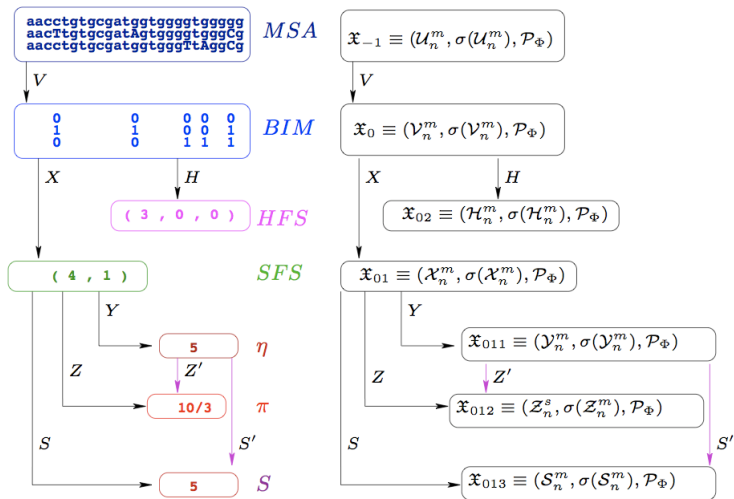 aacctgtgcgatggtggggtggggg
aacTtgtgcgatAgtggggtgggCg
aacctgtgcgatggtgggTtAggCg
MSA
V
0 0 0 0 0
1 1 0 0 1
0 0 1 1 1
BIM
X
H
( 3 , 0 , 0 )
HFS
( 4 , 1 )
SFS
Y
5
η
Z
Z′
10/3
π
S
S′
5
S
𝔛₋₁ ≡ (𝒰ₙᵐ, σ(𝒰ₙᵐ), 𝒫_Φ)
V
𝔛₀ ≡ (𝒱ₙᵐ, σ(𝒱ₙᵐ), 𝒫_Φ)
X
H
𝔛₀₂ ≡ (ℋₙᵐ, σ(ℋₙᵐ), 𝒫_Φ)
𝔛₀₁ ≡ (𝒳ₙᵐ, σ(𝒳ₙᵐ), 𝒫_Φ)
Y
𝔛₀₁₁ ≡ (𝒴ₙᵐ, σ(𝒴ₙᵐ), 𝒫_Φ)
Z
Z′
𝔛₀₁₂ ≡ (𝒵ₙˢ, σ(𝒵ₙᵐ), 𝒫_Φ)
S
S′
𝔛₀₁₃ ≡ (𝒮ₙᵐ, σ(𝒮ₙᵐ), 𝒫_Φ)